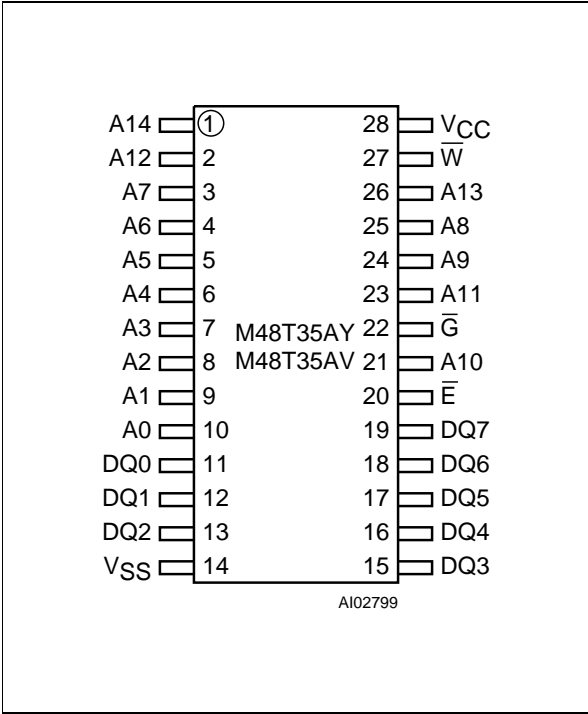 A14 1 28 VCC
A12 2 27 W̅
A7 3 26 A13
A6 4 25 A8
A5 5 24 A9
A4 6 23 A11
A3 7 M48T35AY 22 G̅
A2 8 M48T35AV 21 A10
A1 9 20 E̅
A0 10 19 DQ7
DQ0 11 18 DQ6
DQ1 12 17 DQ5
DQ2 13 16 DQ4
VSS 14 15 DQ3
AI02799